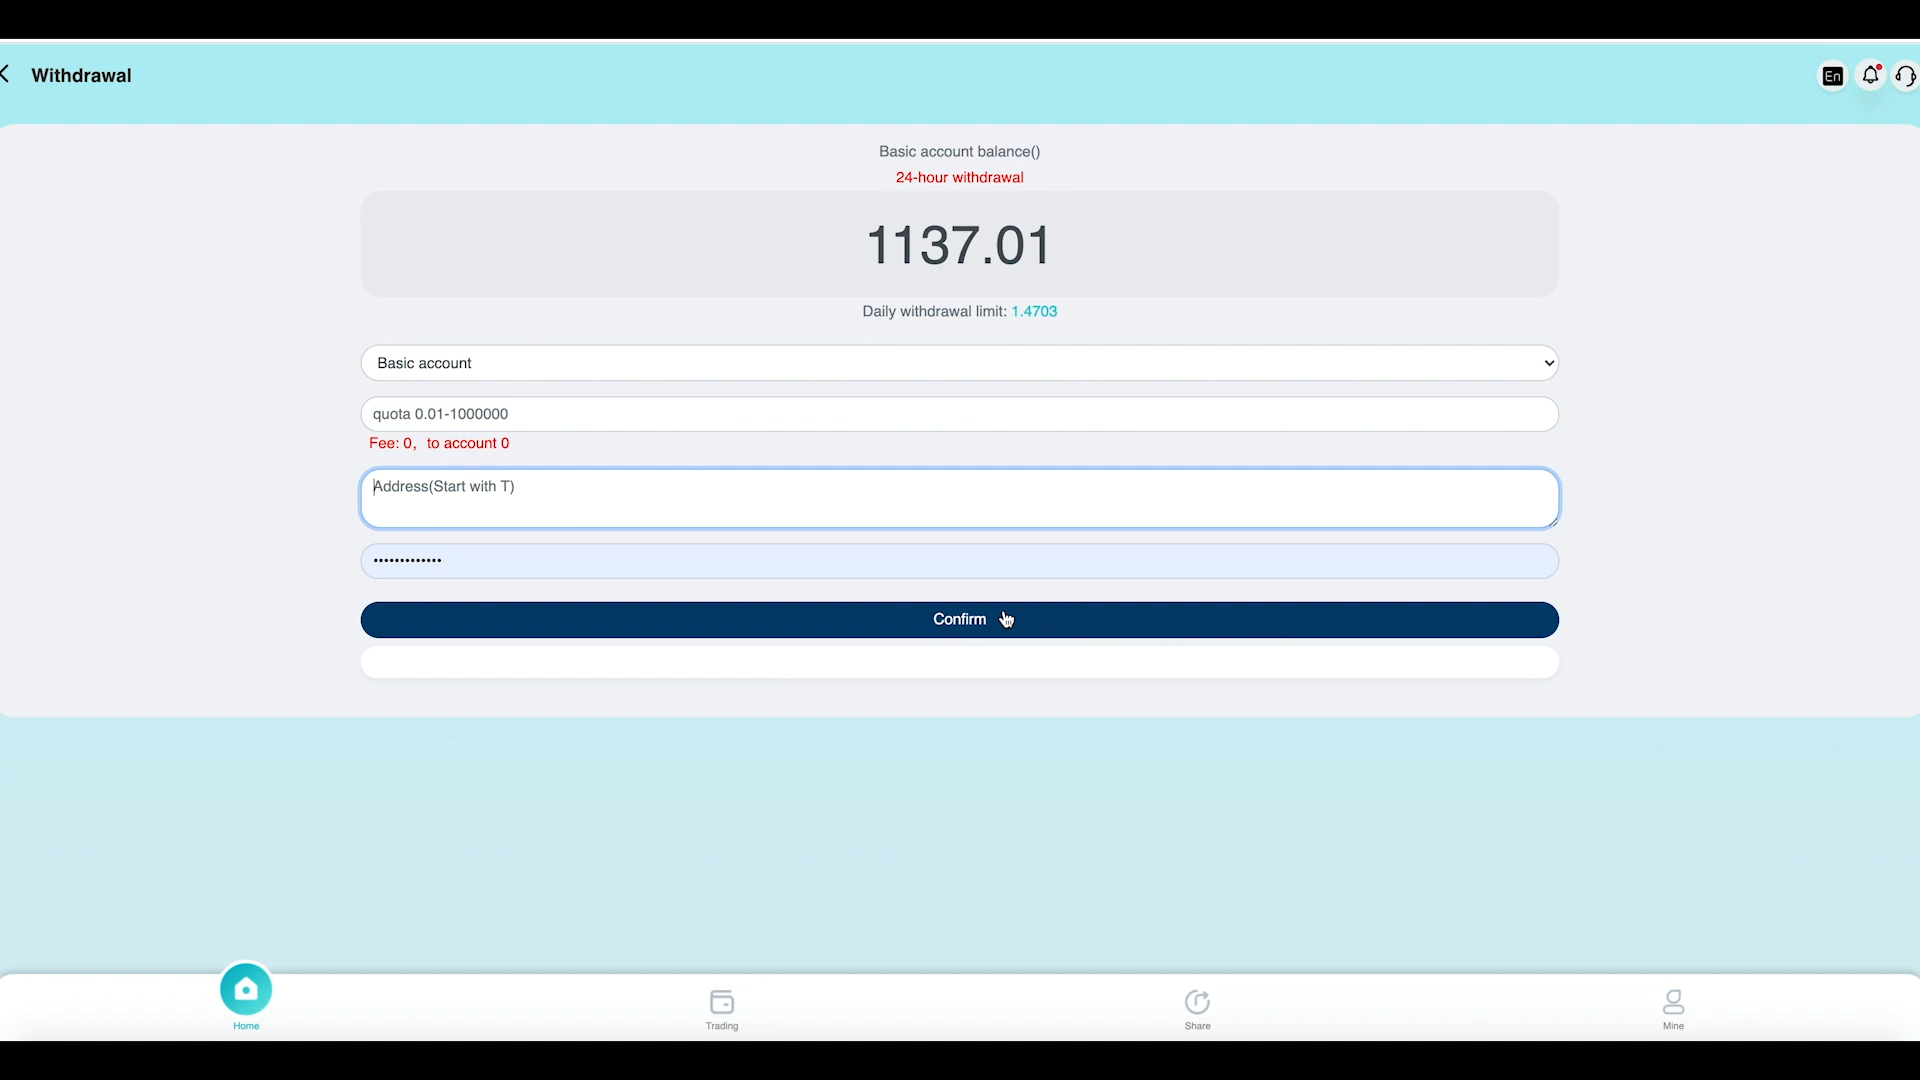 Withdrawal
En
Basic account balance()
24-hour withdrawal
1137.01
Daily withdrawal limit: 1.4703
Basic account
quota 0.01-1000000
Fee: 0, to account 0
Address(Start with T)
•••••••••••••
Confirm
Home
Trading
Share
Mine